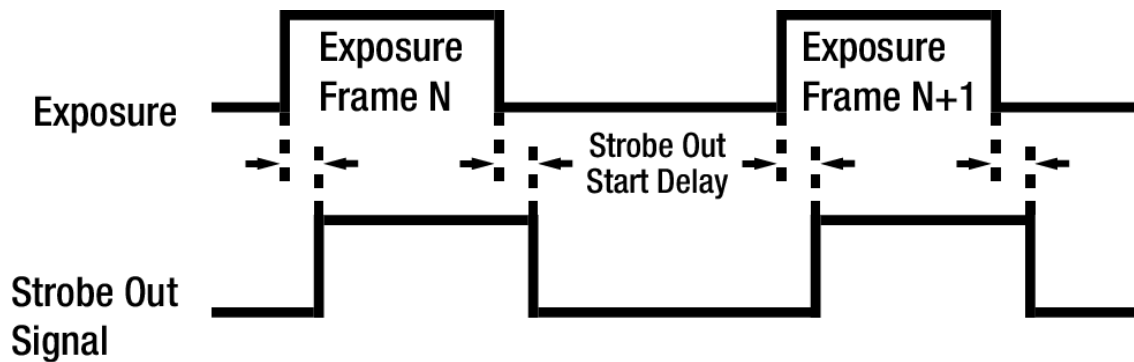 Exposure
Frame N
Exposure
Frame N+1
Exposure
Strobe Out
Start Delay
Strobe Out
Signal